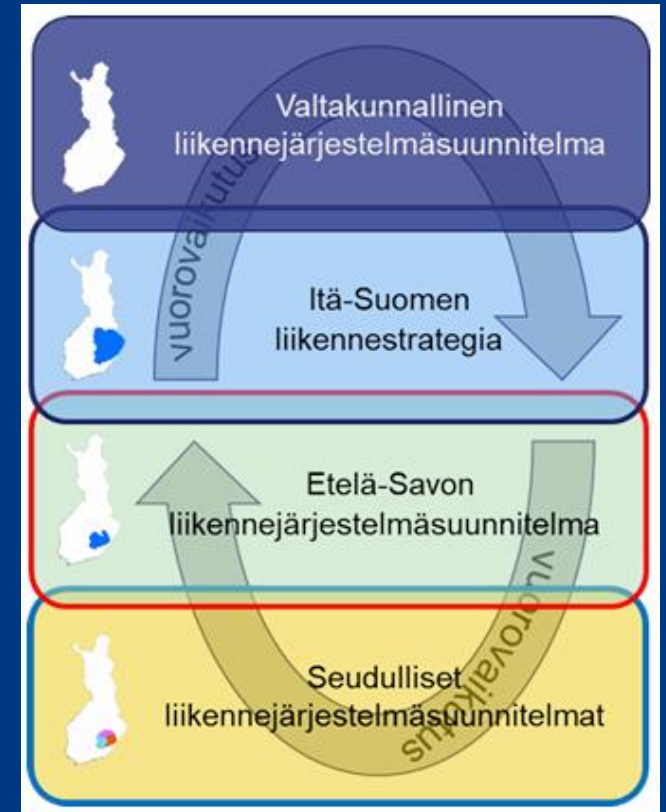 Valtakunnallinen
liikennejärjestelmäsuunnitelma
vuorovaikutus
Itä-Suomen
liikennestrategia
Etelä-Savon
liikennejärjestelmäsuunnitelma
vuorovaikutus
Seudulliset
liikennejärjestelmäsuunnitelmat